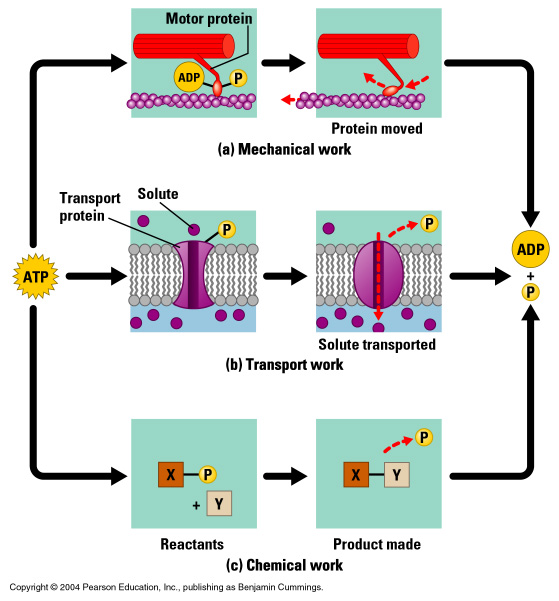 Motor protein
ADP
P
Protein moved
(a) Mechanical work
Transport
protein
Solute
P
P
ATP
ADP
+
P
Solute transported
(b) Transport work
X
P
+
Y
P
X
Y
Reactants
Product made
(c) Chemical work
Copyright © 2004 Pearson Education, Inc., publishing as Benjamin Cummings.